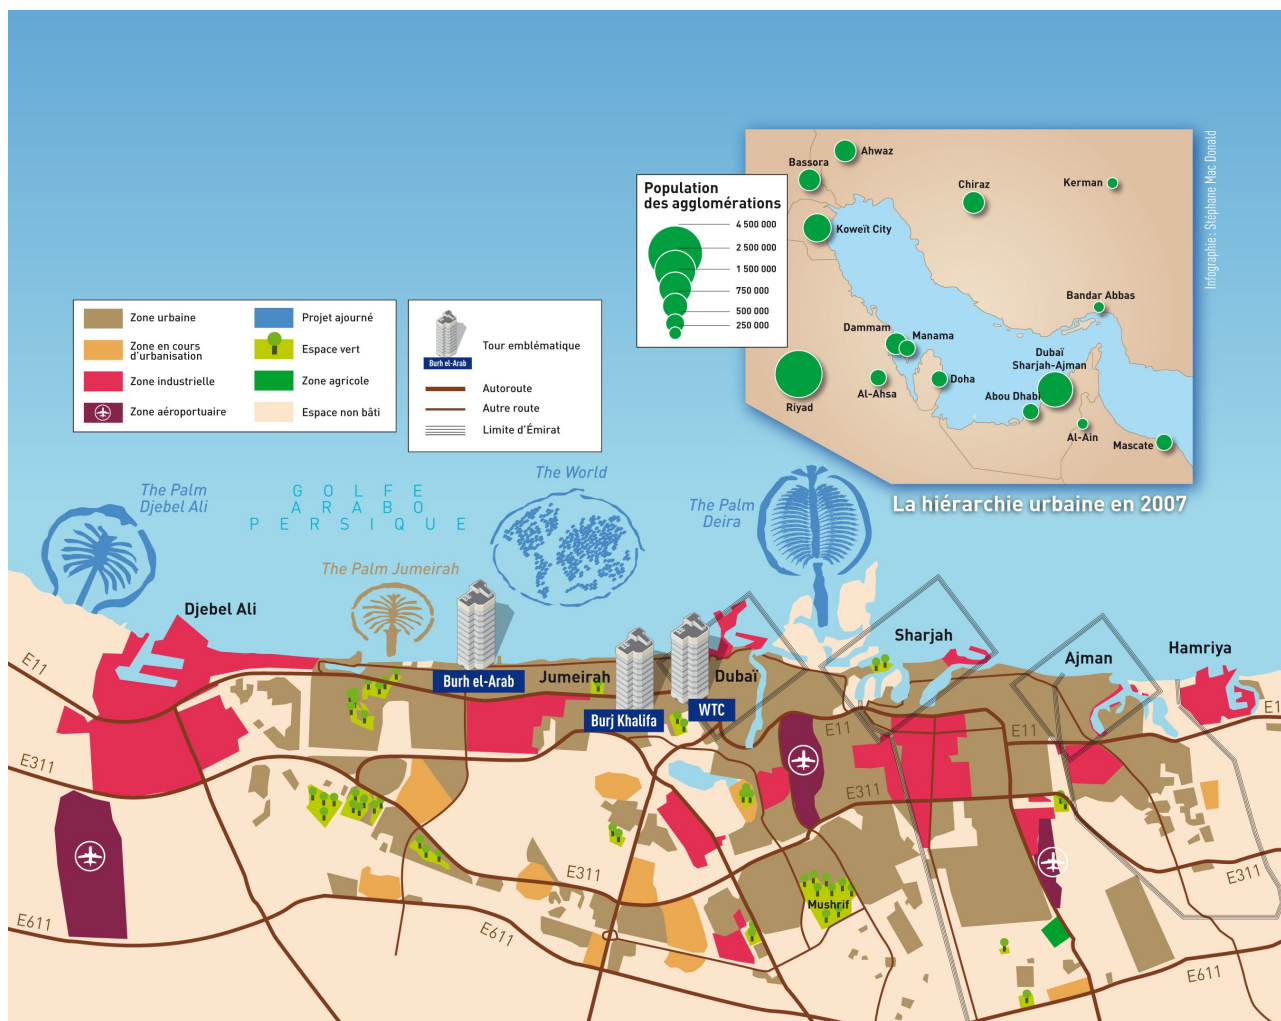 Infographie : Stéphane Mac Donald
Ahwaz
Bassora
Chiraz
Kerman
Koweït City
Bandar Abbas
Dammam
Manama
Dubaï
Sharjah-Ajman
Doha
Al-Ahsa
Abou Dhabi
Riyad
Al-Ain
Mascate
La hiérarchie urbaine en 2007
Population
des agglomérations
4 500 000
2 500 000
1 500 000
750 000
500 000
250 000
Zone urbaine
Zone en cours
d'urbanisation
Zone industrielle
Zone aéroportuaire
Projet ajourné
Espace vert
Zone agricole
Espace non bâti
Burh el-Arab
Tour emblématique
Autoroute
Autre route
Limite d'Émirat
The Palm
Djebel Ali
GOLFE
ARABO
PERSIQUE
The World
The Palm
Deira
The Palm Jumeirah
Djebel Ali
Burh el-Arab
Jumeirah
Burj Khalifa
WTC
Dubaï
Sharjah
Ajman
Hamriya
E11
E11
E11
E1
E311
E311
E311
E311
E611
E611
E611
Mushrif